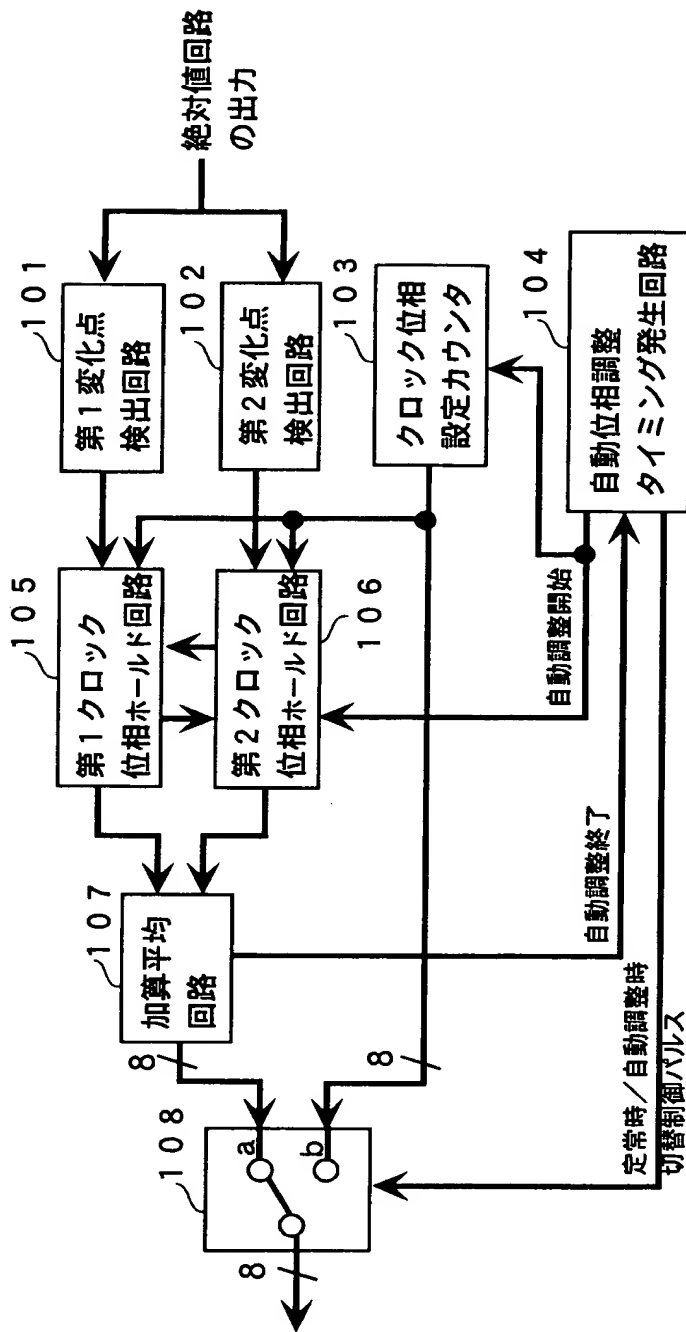 絶対値回路
の出力
101
第1変化点
検出回路
102
第2変化点
検出回路
103
クロック位相
設定カウンタ
104
自動位相調整
タイミング発生回路
105
第1クロック
位相ホールド回路
106
第2クロック
位相ホールド回路
自動調整開始
107
加算平均
回路
自動調整終了
8
8
108
a
b
定常時/自動調整時
切替制御パルス
8